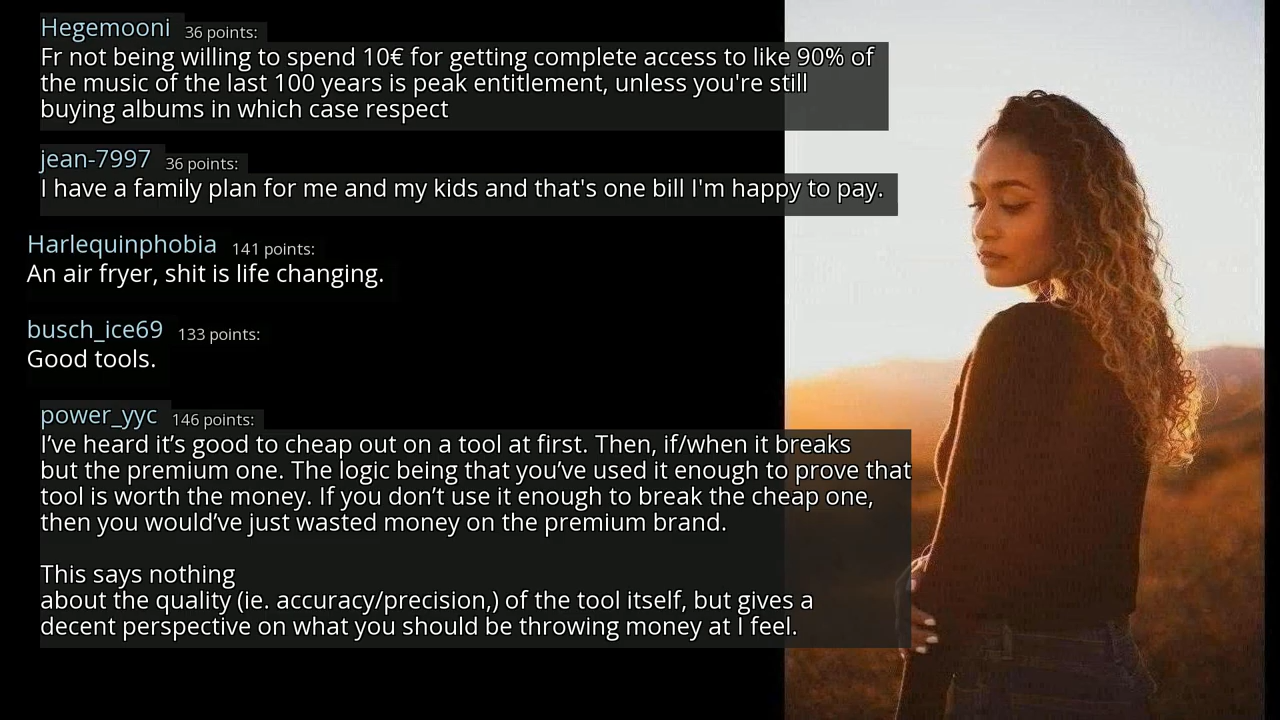 Hegemooni 36 points:
Fr not being willing to spend 10€ for getting complete access to like 90% of
the music of the last 100 years is peak entitlement, unless you're still
buying albums in which case respect
jean-7997 36 points:
I have a family plan for me and my kids and that's one bill I'm happy to pay.
Harlequinphobia 141 points:
An air fryer, shit is life changing.
busch_ice69 133 points:
Good tools.
power_yyc 146 points:
I’ve heard it’s good to cheap out on a tool at first. Then, if/when it breaks
but the premium one. The logic being that you’ve used it enough to prove that
tool is worth the money. If you don’t use it enough to break the cheap one,
then you would’ve just wasted money on the premium brand.
This says nothing
about the quality (ie. accuracy/precision,) of the tool itself, but gives a
decent perspective on what you should be throwing money at I feel.